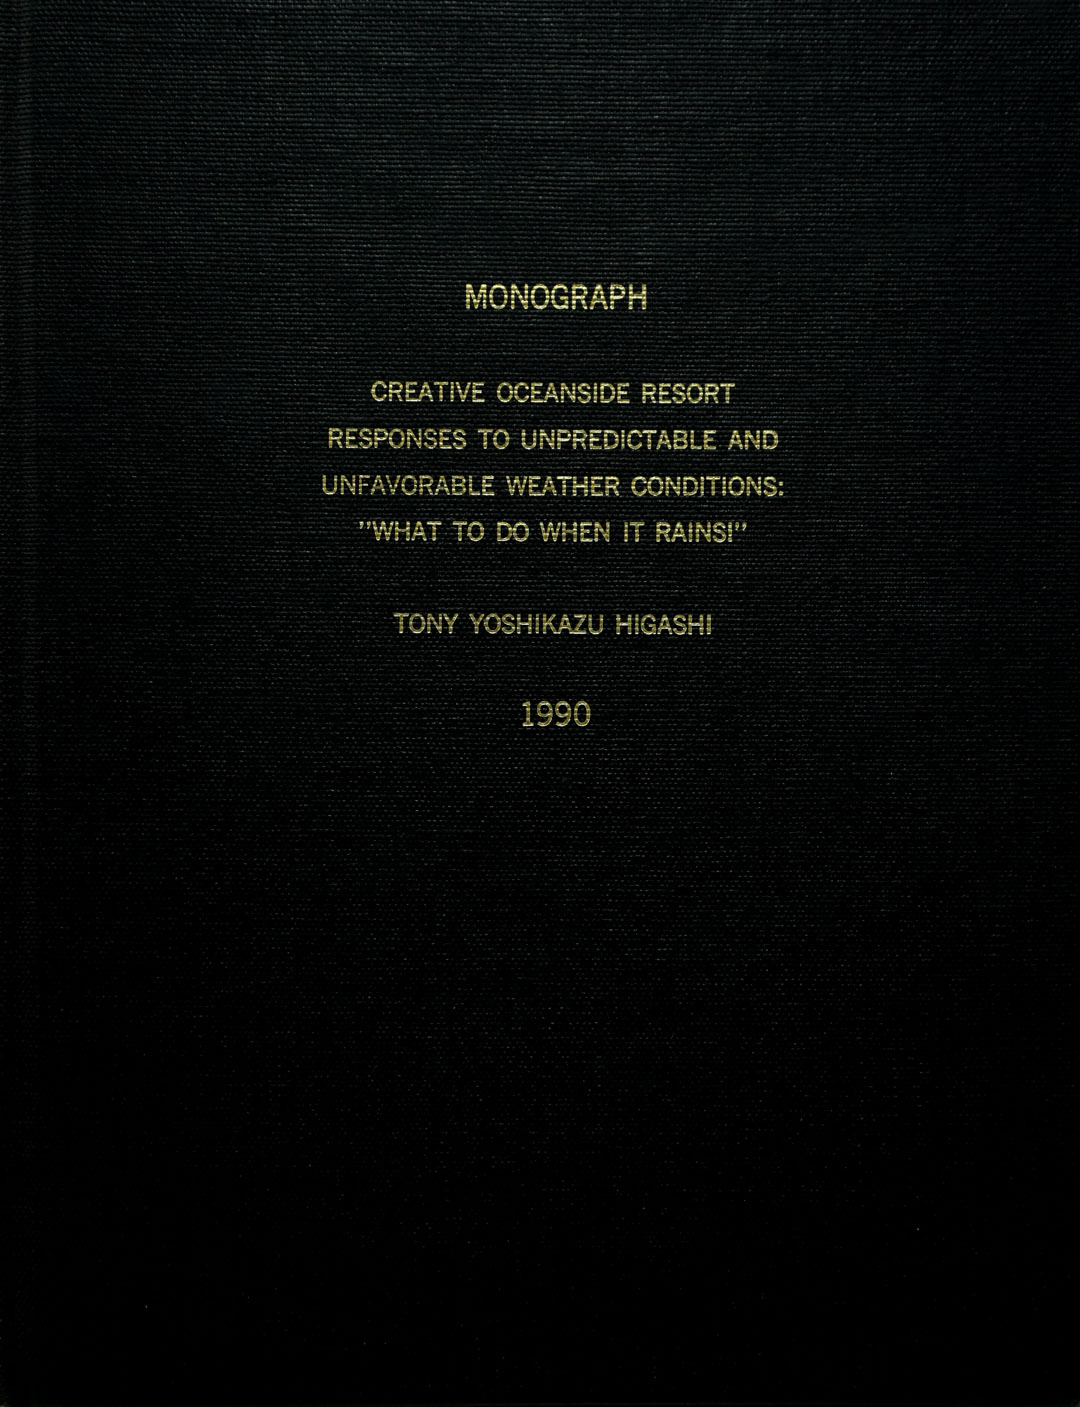 MONOGRAPH
CREATIVE OCEANSIDE RESORT
RESPONSES TO UNPREDICTABLE AND
UNFAVORABLE WEATHER CONDITIONS:
"WHAT TO DO WHEN IT RAINS!"
TONY YOSHIKAZU HIGASHI
1990